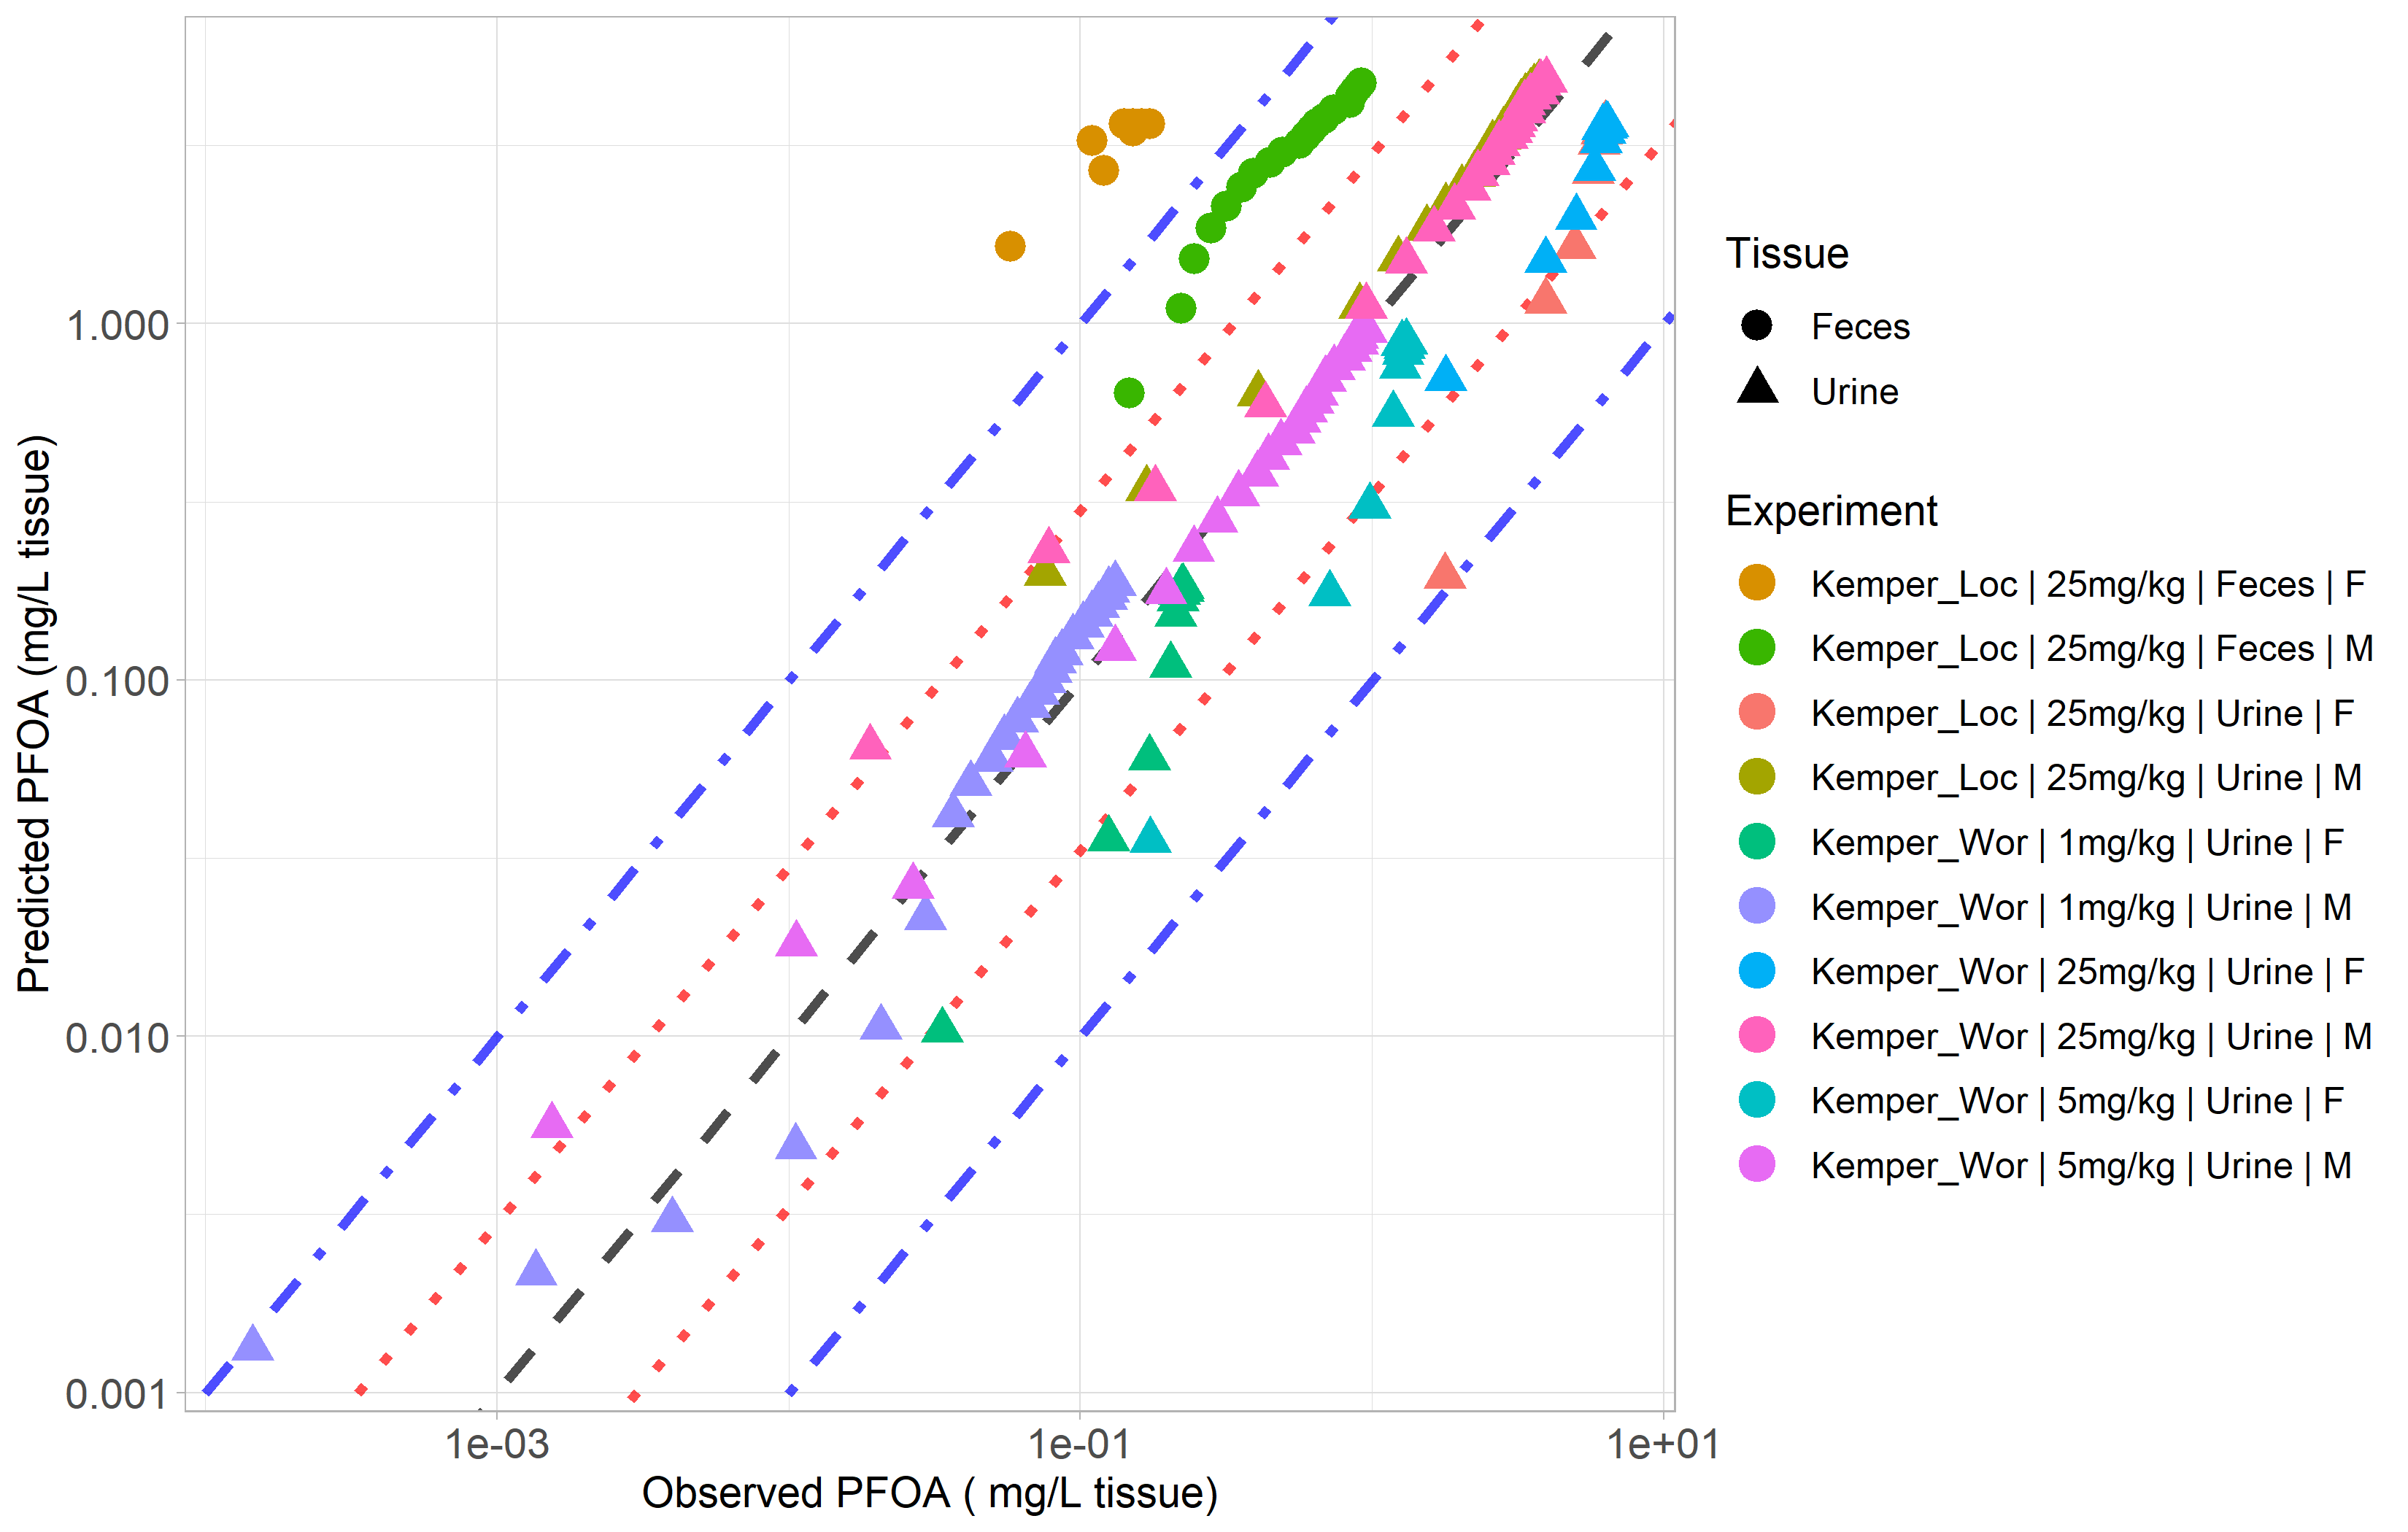 Predicted PFOA (mg/L tissue)
1.000
0.100
0.010
0.001
1e-03
1e-01
1e+01
Observed PFOA ( mg/L tissue)
Tissue
Feces
Urine
Experiment
Kemper_Loc | 25mg/kg | Feces | F
Kemper_Loc | 25mg/kg | Feces | M
Kemper_Loc | 25mg/kg | Urine | F
Kemper_Loc | 25mg/kg | Urine | M
Kemper_Wor | 1mg/kg | Urine | F
Kemper_Wor | 1mg/kg | Urine | M
Kemper_Wor | 25mg/kg | Urine | F
Kemper_Wor | 25mg/kg | Urine | M
Kemper_Wor | 5mg/kg | Urine | F
Kemper_Wor | 5mg/kg | Urine | M